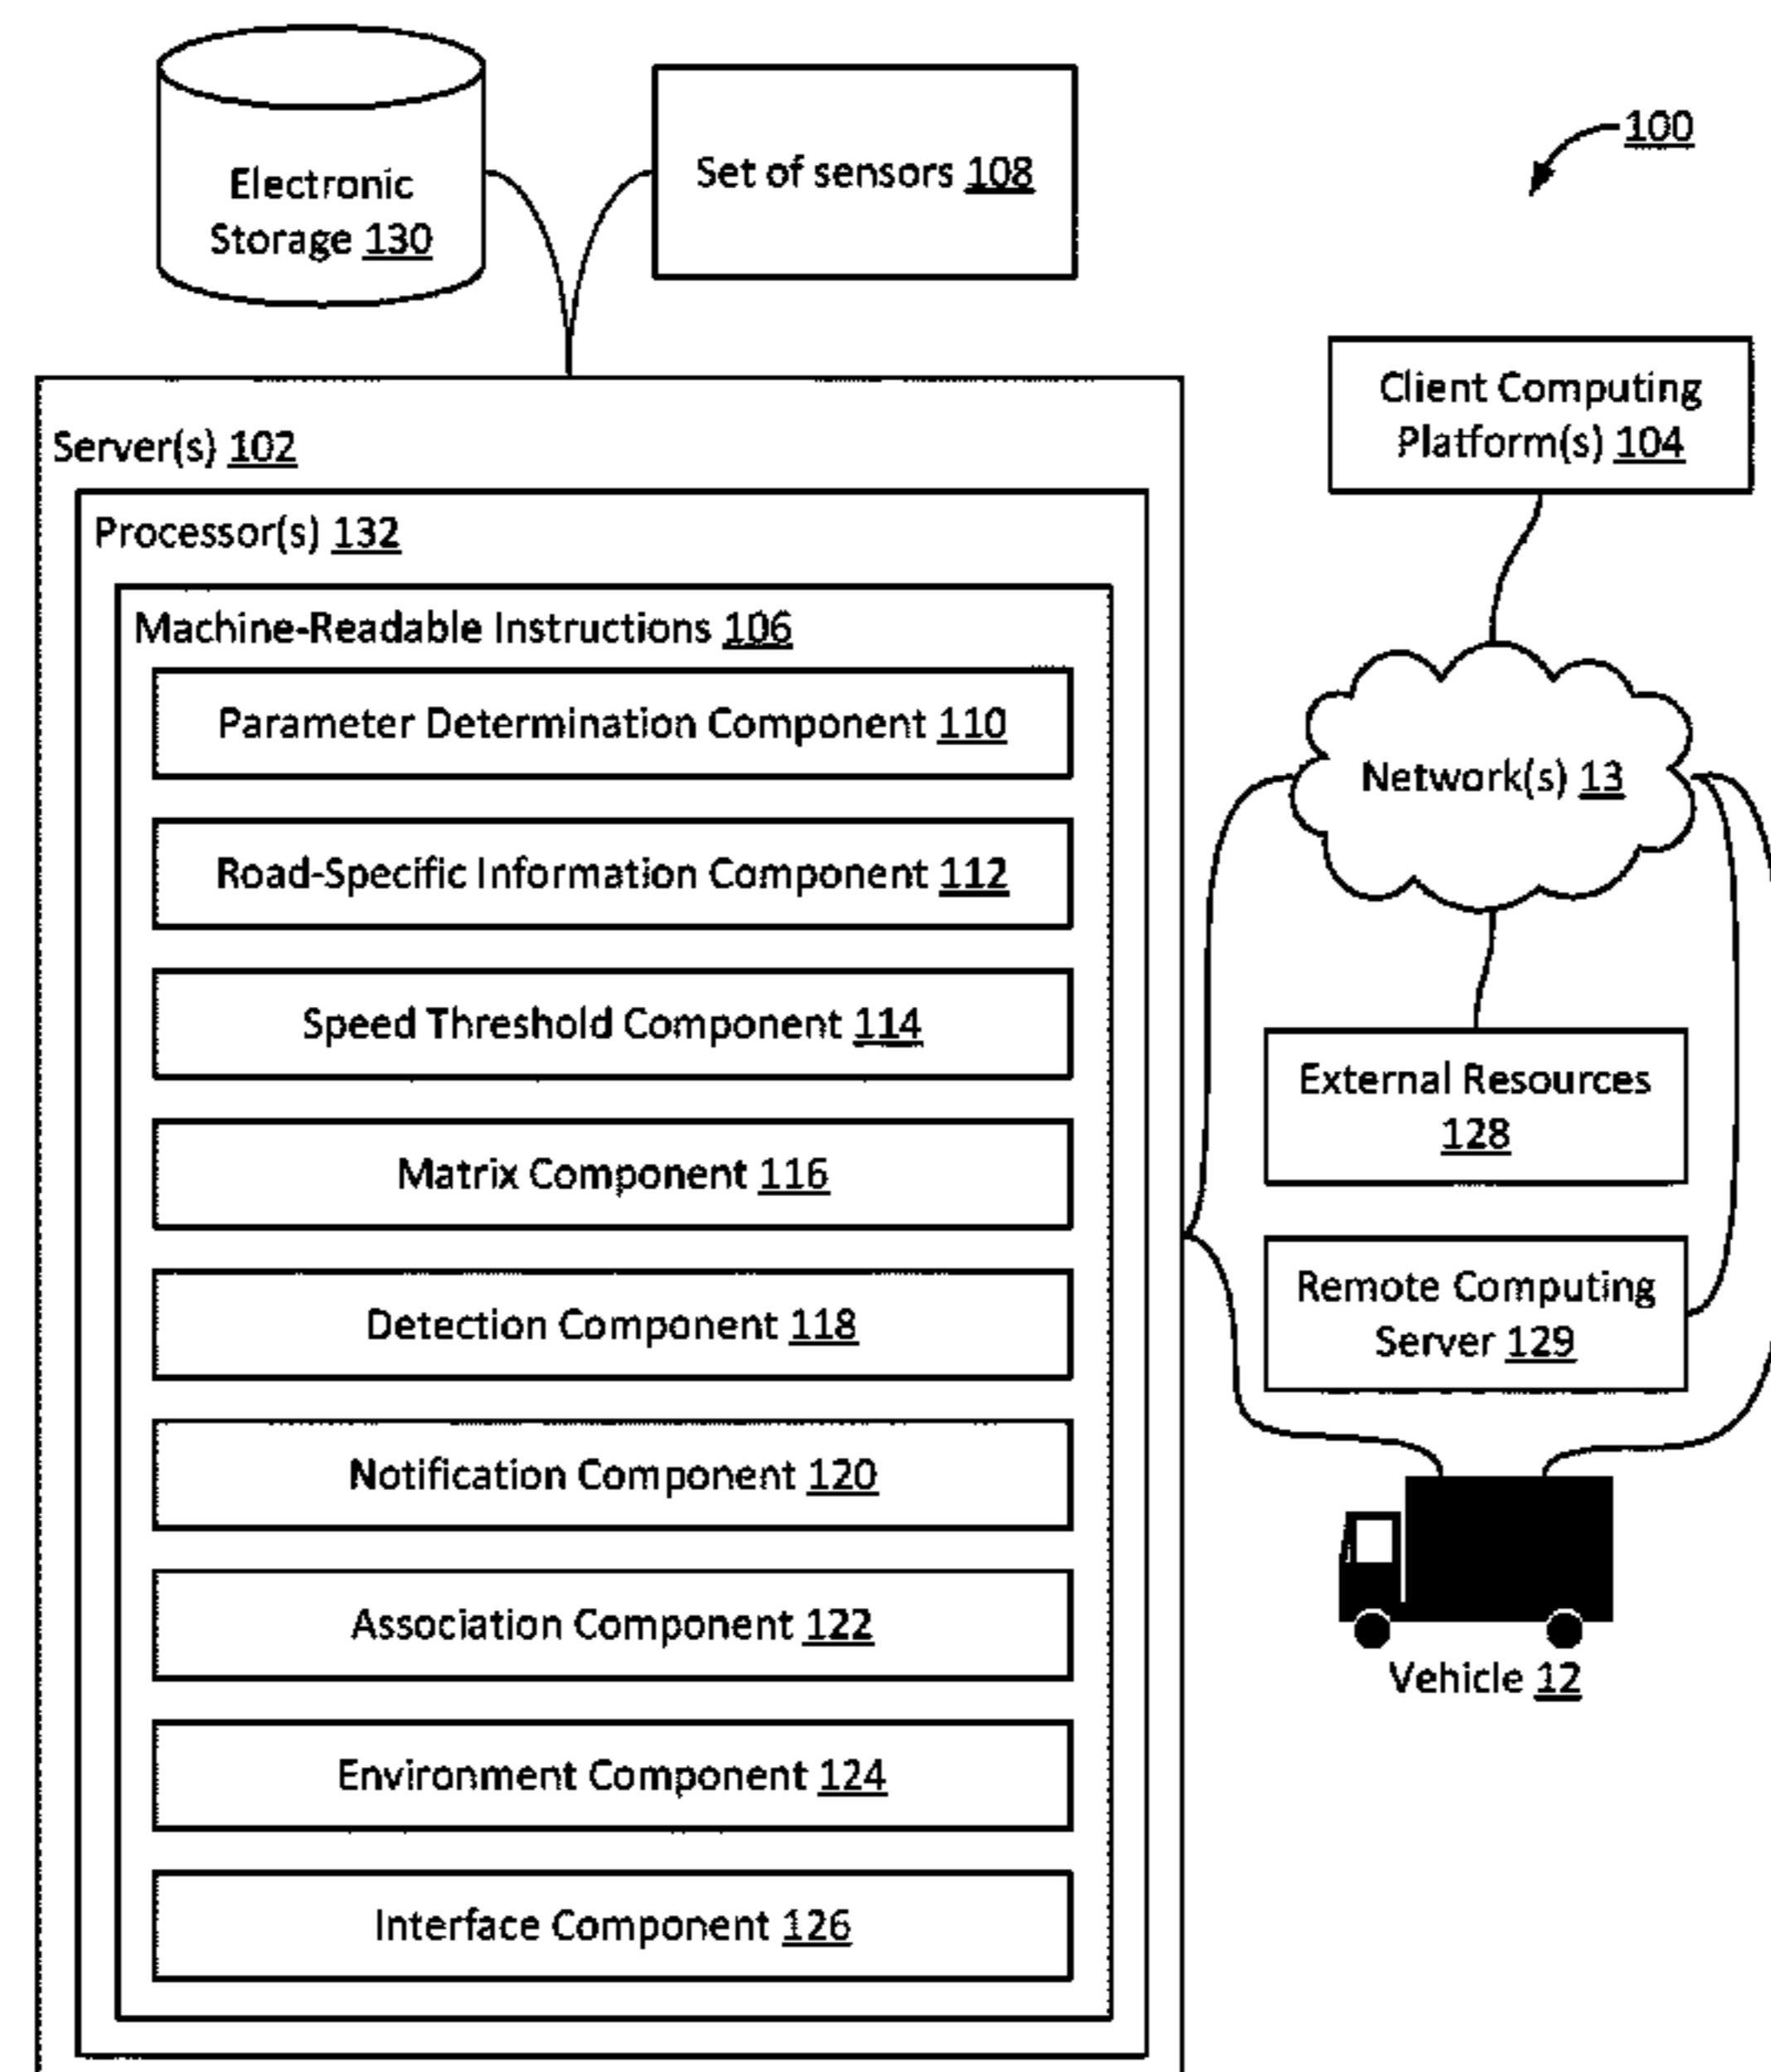 Electronic
Storage 130
Set of sensors 108
100
Server(s) 102
Processor(s) 132
Machine-Readable Instructions 106
Parameter Determination Component 110
Road-Specific Information Component 112
Speed Threshold Component 114
Matrix Component 116
Detection Component 118
Notification Component 120
Association Component 122
Environment Component 124
Interface Component 126
Client Computing
Platform(s) 104
Network(s) 13
External Resources
128
Remote Computing
Server 129
Vehicle 12